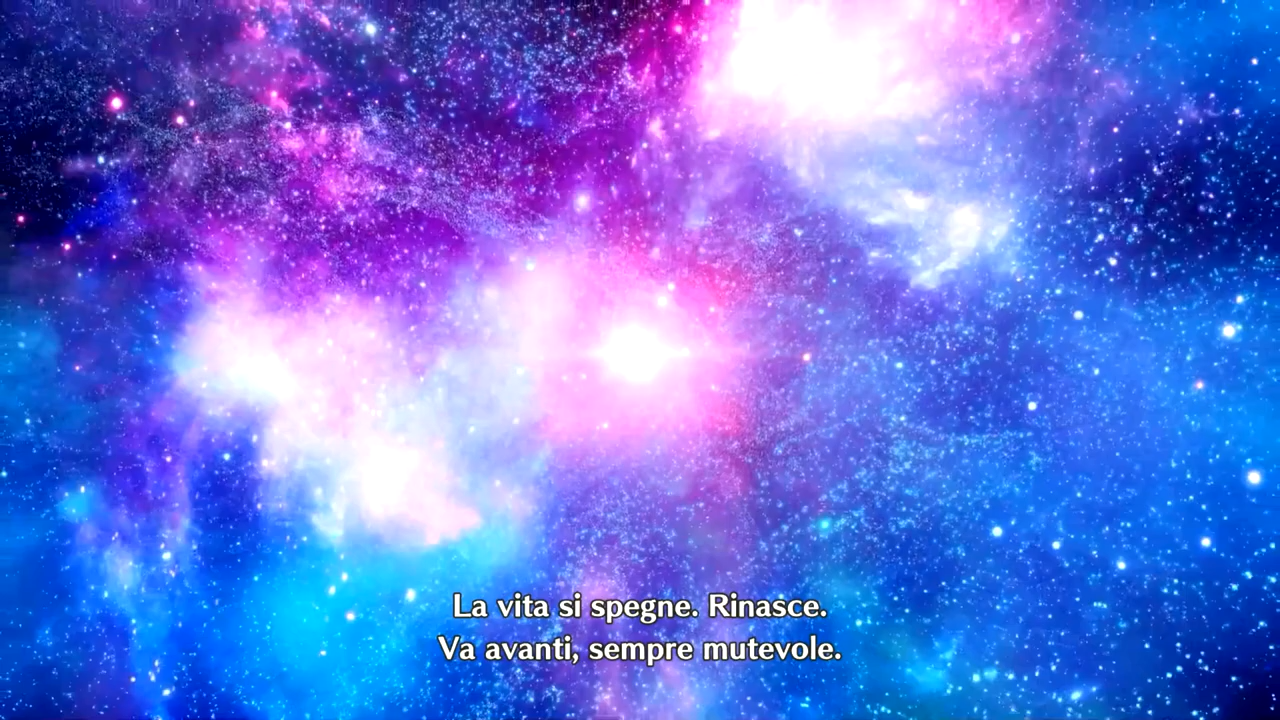 La vita si spegne. Rinasce.
Va avanti, sempre mutevole.